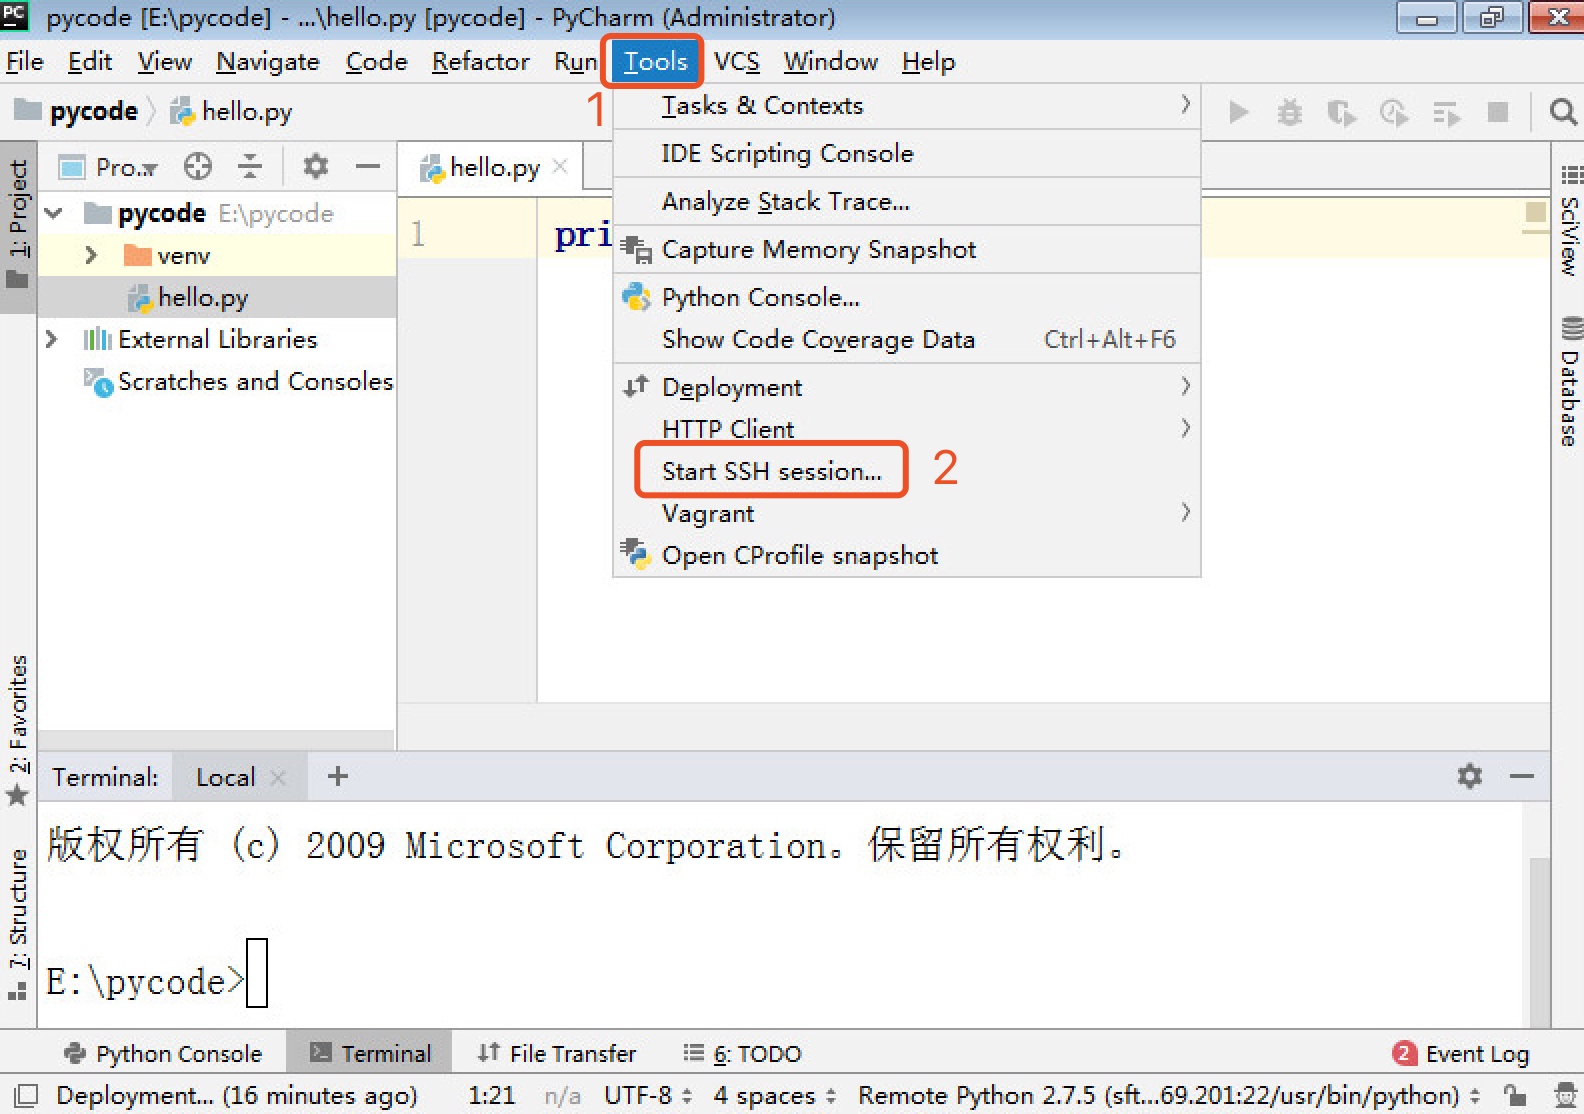 PC pycode [E:\pycode] - ...\hello.py [pycode] - PyCharm (Administrator)
File Edit View Navigate Code Refactor Run Tools VCS Window Help
1
pycode hello.py
Pro...
hello.py
1: Project
pycode E:\pycode
venv
hello.py
External Libraries
Scratches and Consoles
1 pri
Tasks & Contexts
IDE Scripting Console
Analyze Stack Trace...
Capture Memory Snapshot
Python Console...
Show Code Coverage Data Ctrl+Alt+F6
Deployment
HTTP Client
Start SSH session... 2
Vagrant
Open CProfile snapshot
SciView
Database
2: Favorites
7: Structure
Terminal: Local +
版权所有 (c) 2009 Microsoft Corporation。保留所有权利。
E:\pycode>
Python Console Terminal File Transfer 6: TODO 2 Event Log
Deployment... (16 minutes ago) 1:21 n/a UTF-8 4 spaces Remote Python 2.7.5 (sft...69.201:22/usr/bin/python)